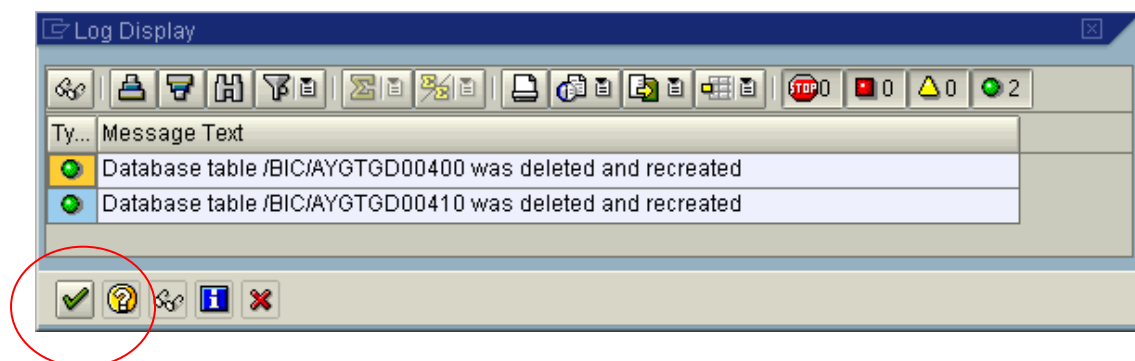 Log Display
STOP 0 0 0 2
Ty... Message Text
Database table /BIC/AYGTGD00400 was deleted and recreated
Database table /BIC/AYGTGD00410 was deleted and recreated